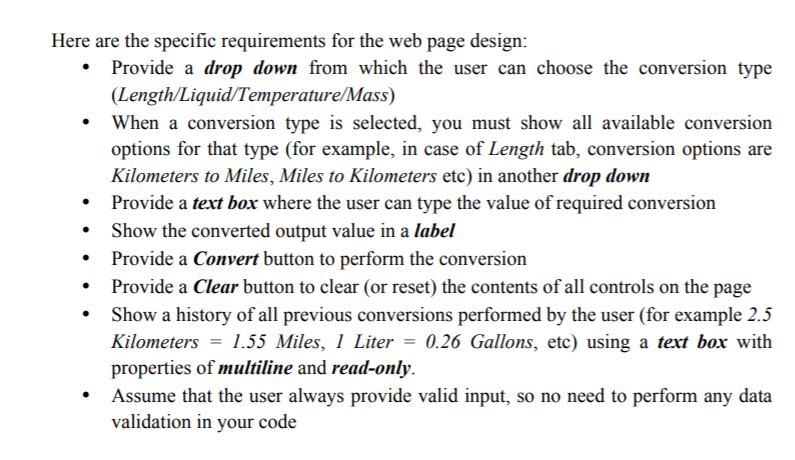 Here are the specific requirements for the web page design:
• Provide a drop down from which the user can choose the conversion type
(Length/Liquid/Temperature/Mass)
• When a conversion type is selected, you must show all available conversion
options for that type (for example, in case of Length tab, conversion options are
Kilometers to Miles, Miles to Kilometers etc) in another drop down
• Provide a text box where the user can type the value of required conversion
• Show the converted output value in a label
• Provide a Convert button to perform the conversion
• Provide a Clear button to clear (or reset) the contents of all controls on the page
• Show a history of all previous conversions performed by the user (for example 2.5
Kilometers = 1.55 Miles, 1 Liter = 0.26 Gallons, etc) using a text box with
properties of multiline and read-only.
• Assume that the user always provide valid input, so no need to perform any data
validation in your code